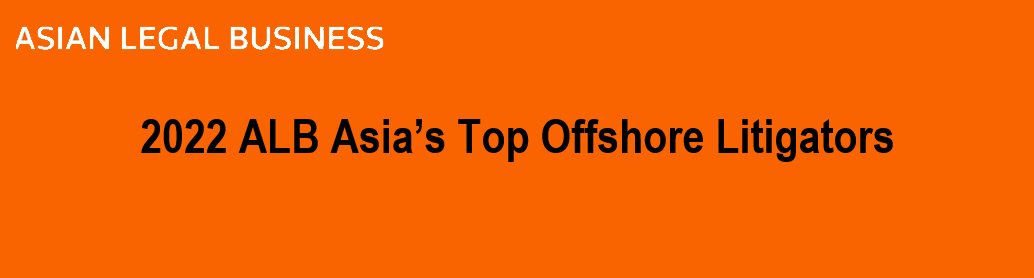 ASIAN LEGAL BUSINESS
2022 ALB Asia’s Top Offshore Litigators